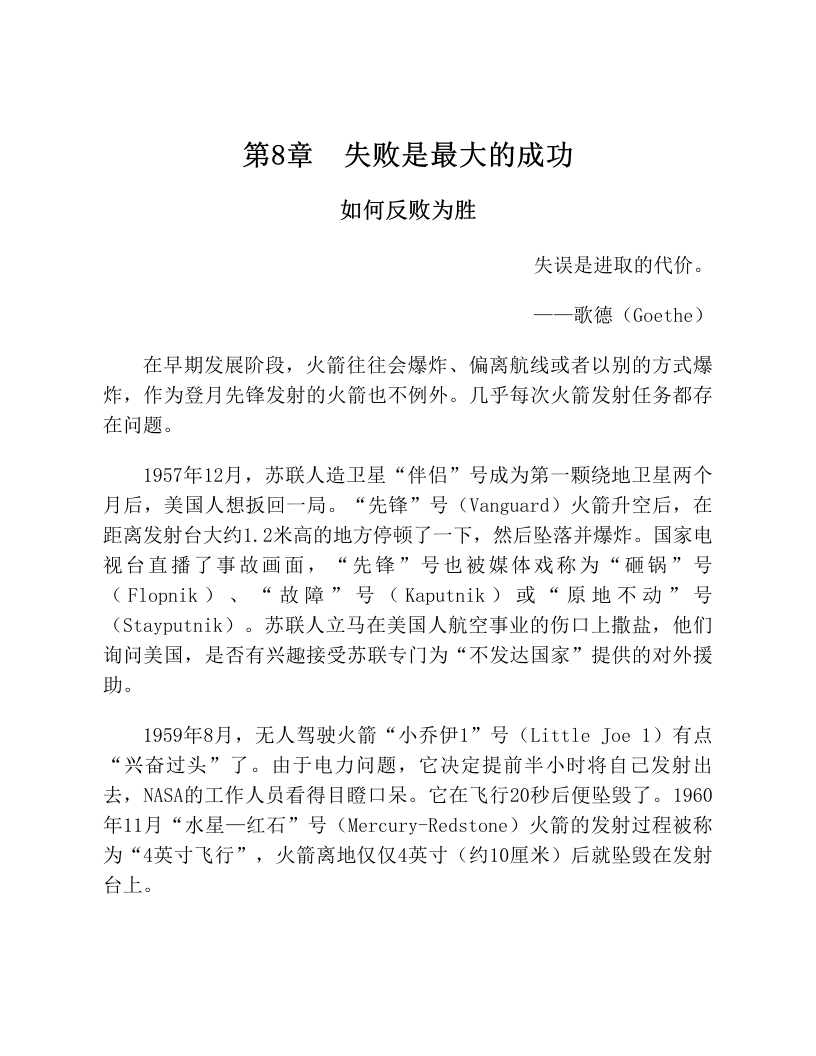 第8章　失败是最大的成功
如何反败为胜
失误是进取的代价。
——歌德（Goethe）
在早期发展阶段，火箭往往会爆炸、偏离航线或者以别的方式爆
炸，作为登月先锋发射的火箭也不例外。几乎每次火箭发射任务都存
在问题。
1957年12月，苏联人造卫星“伴侣”号成为第一颗绕地卫星两个
月后，美国人想扳回一局。“先锋”号（Vanguard）火箭升空后，在
距离发射台大约1.2米高的地方停顿了一下，然后坠落并爆炸。国家电
视台直播了事故画面，“先锋”号也被媒体戏称为“砸锅”号
（Flopnik）、“故障”号（Kaputnik）或“原地不动”号
（Stayputnik）。苏联人立马在美国人航空事业的伤口上撒盐，他们
询问美国，是否有兴趣接受苏联专门为“不发达国家”提供的对外援
助。
1959年8月，无人驾驶火箭“小乔伊1”号（Little Joe 1）有点
“兴奋过头”了。由于电力问题，它决定提前半小时将自己发射出
去，NASA的工作人员看得目瞪口呆。它在飞行20秒后便坠毁了。1960
年11月“水星—红石”号（Mercury-Redstone）火箭的发射过程被称
为“4英寸飞行”，火箭离地仅仅4英寸（约10厘米）后就坠毁在发射
台上。